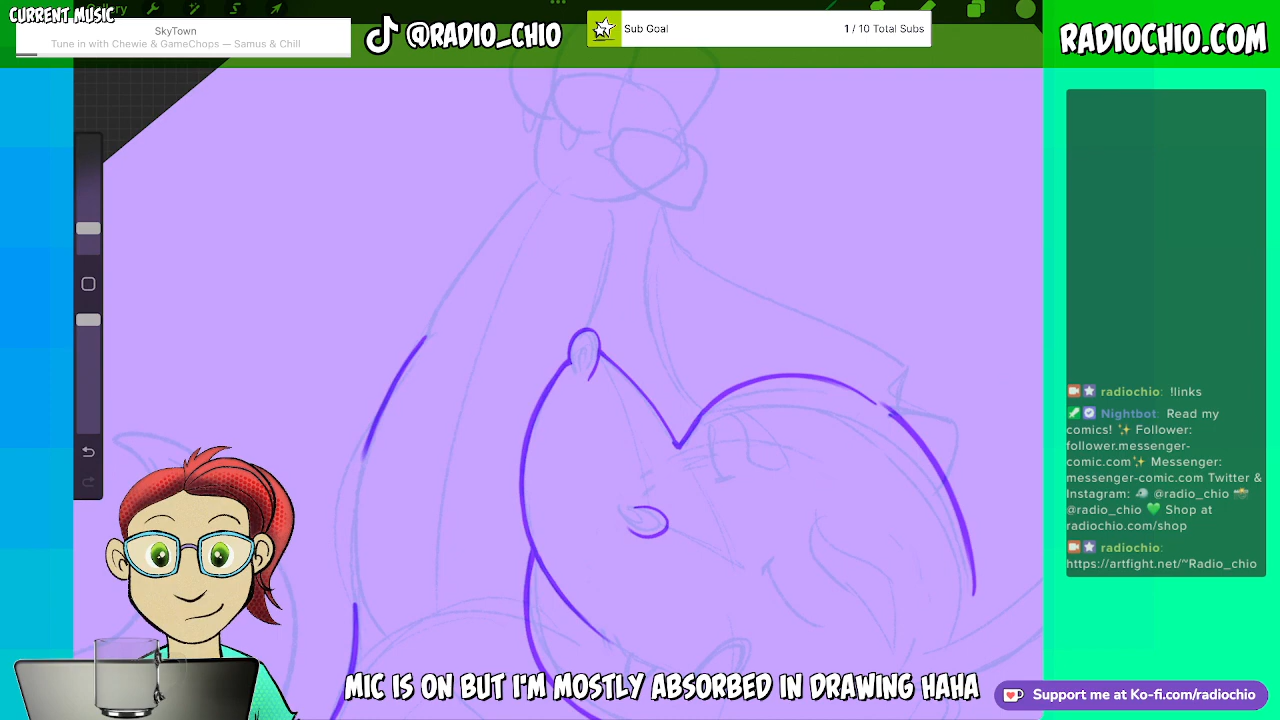 CURRENT MUSIC
SkyTown
Tune in with Chewie & GameChops — Samus & Chill
@RADIO_CHIO
Sub Goal
1 / 10 Total Subs
RADIOCHIO.COM
radiochio: !links
Nightbot: Read my
comics! ✨ Follower:
follower.messenger-
comic.com✨ Messenger:
messenger-comic.com Twitter &
Instagram: @radio_chio
@radio_chio 💚 Shop at
radiochio.com/shop
radiochio:
https://artfight.net/~Radio_chio
MIC IS ON BUT I'M MOSTLY ABSORBED IN DRAWING HAHA
Support me at Ko-fi.com/radiochio